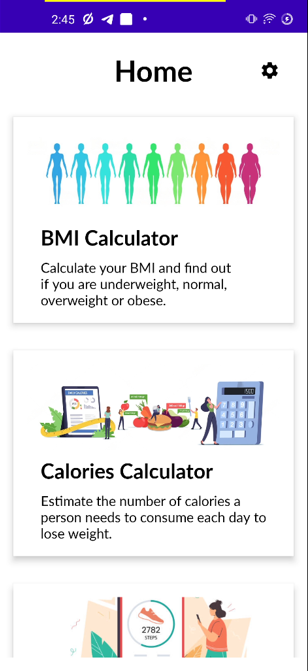 2:45
Home
BMI Calculator
Calculate your BMI and find out
if you are underweight, normal,
overweight or obese.
Calories Calculator
Estimate the number of calories a
person needs to consume each day to
lose weight.
2782
STEPS